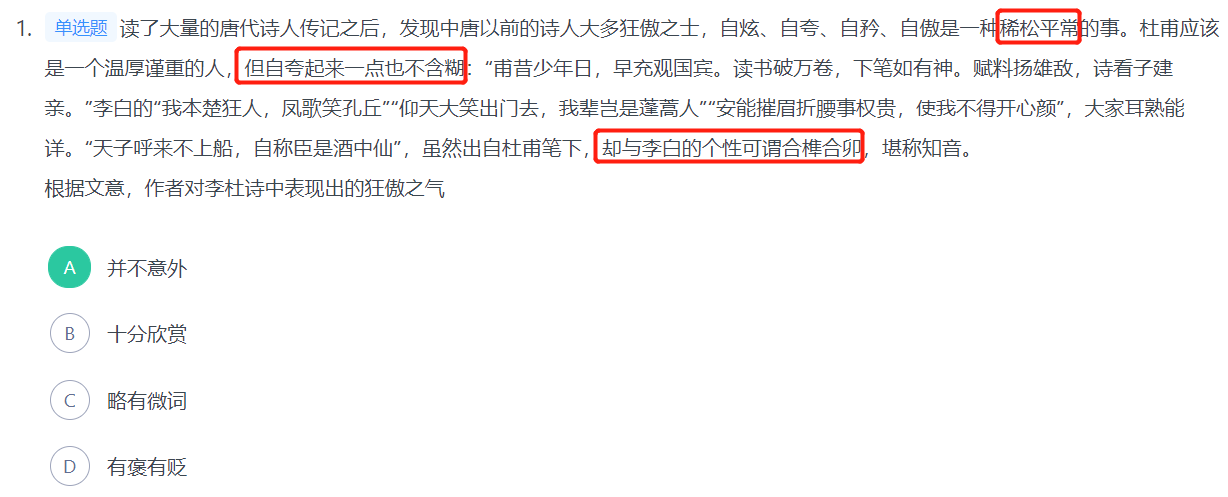 1. 单选题 读了大量的唐代诗人传记之后，发现中唐以前的诗人大多狂傲之士，自炫、自夸、自矜、自傲是一种稀松平常的事。杜甫应该
是一个温厚谨重的人，但自夸起来一点也不含糊：“甫昔少年日，早充观国宾。读书破万卷，下笔如有神。赋料扬雄敌，诗看子建
亲。”李白的“我本楚狂人，凤歌笑孔丘”“仰天大笑出门去，我辈岂是蓬蒿人”“安能摧眉折腰事权贵，使我不得开心颜”，大家耳熟能
详。“天子呼来不上船，自称臣是酒中仙”，虽然出自杜甫笔下，却与李白的个性可谓合榫合卯，堪称知音。
根据文意，作者对李杜诗中表现出的狂傲之气
A 并不意外
B 十分欣赏
C 略有微词
D 有褒有贬